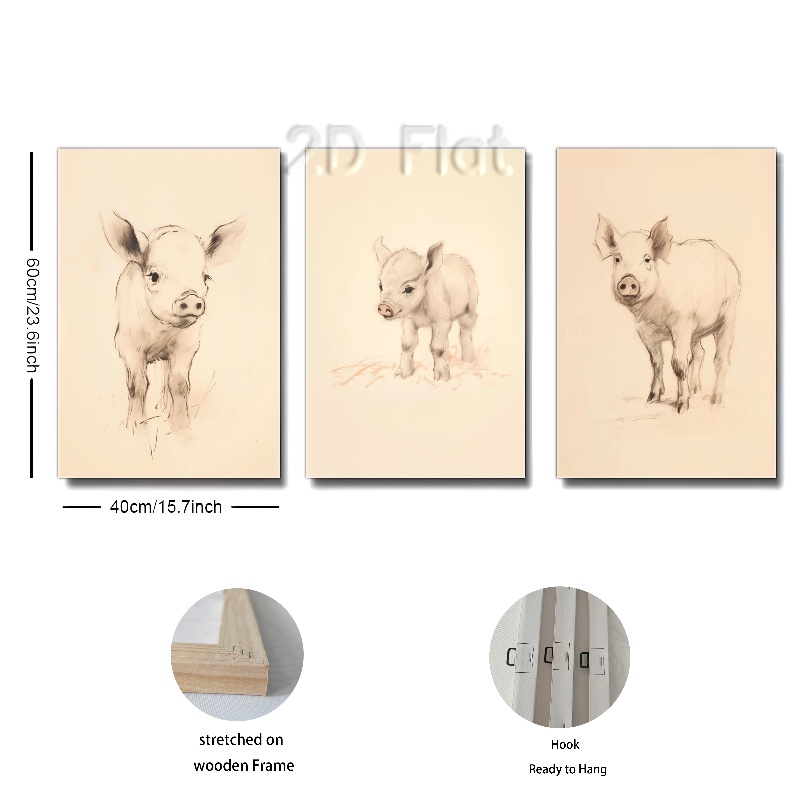 2D Flat
60cm/23.6inch
40cm/15.7inch
stretched on
wooden Frame
Hook
Ready to Hang